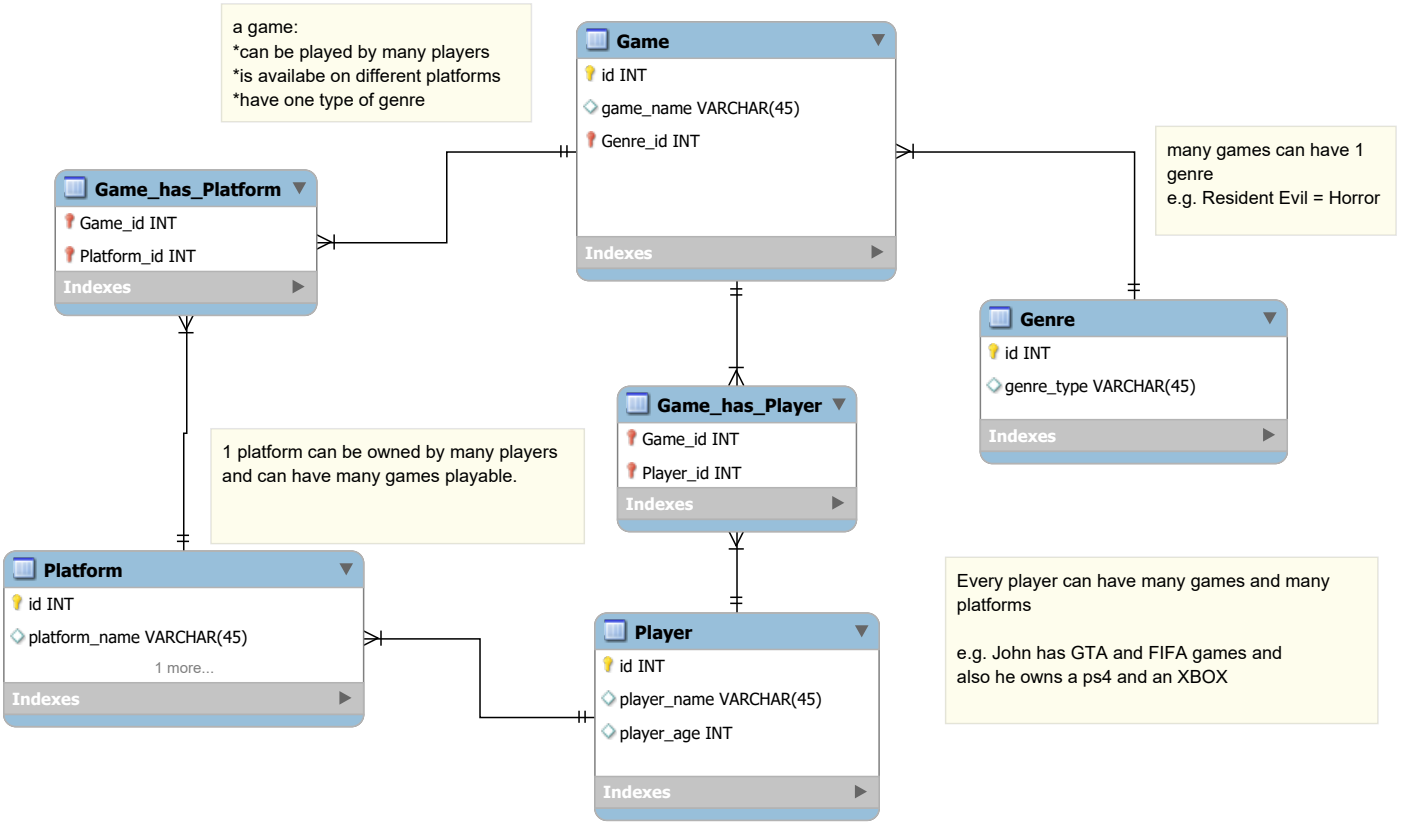 a game:
*can be played by many players
*is availabe on different platforms
*have one type of genre
Game
id INT
game_name VARCHAR(45)
Genre_id INT
Indexes
many games can have 1
genre
e.g. Resident Evil = Horror
Game_has_Platform
Game_id INT
Platform_id INT
Indexes
Genre
id INT
genre_type VARCHAR(45)
Indexes
Game_has_Player
Game_id INT
Player_id INT
Indexes
1 platform can be owned by many players
and can have many games playable.
Platform
id INT
platform_name VARCHAR(45)
1 more...
Indexes
Player
id INT
player_name VARCHAR(45)
player_age INT
Indexes
Every player can have many games and many
platforms
e.g. John has GTA and FIFA games and
also he owns a ps4 and an XBOX